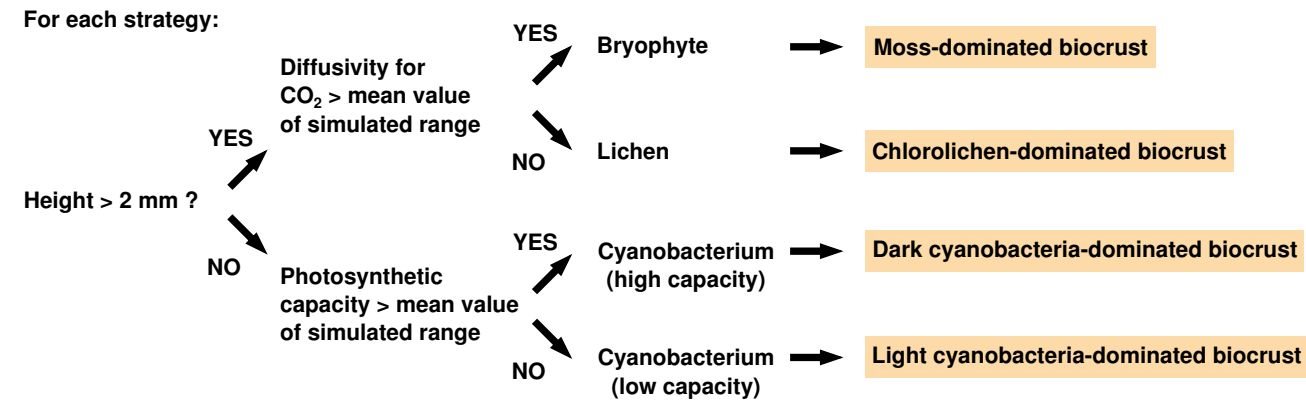 For each strategy:
YES
Bryophyte
Moss-dominated biocrust
Diffusivity for
CO₂ > mean value
of simulated range
YES
NO
Lichen
Chlorolichen-dominated biocrust
Height > 2 mm ?
NO
YES
Cyanobacterium
(high capacity)
Dark cyanobacteria-dominated biocrust
Photosynthetic
capacity > mean value
of simulated range
NO
Cyanobacterium
(low capacity)
Light cyanobacteria-dominated biocrust